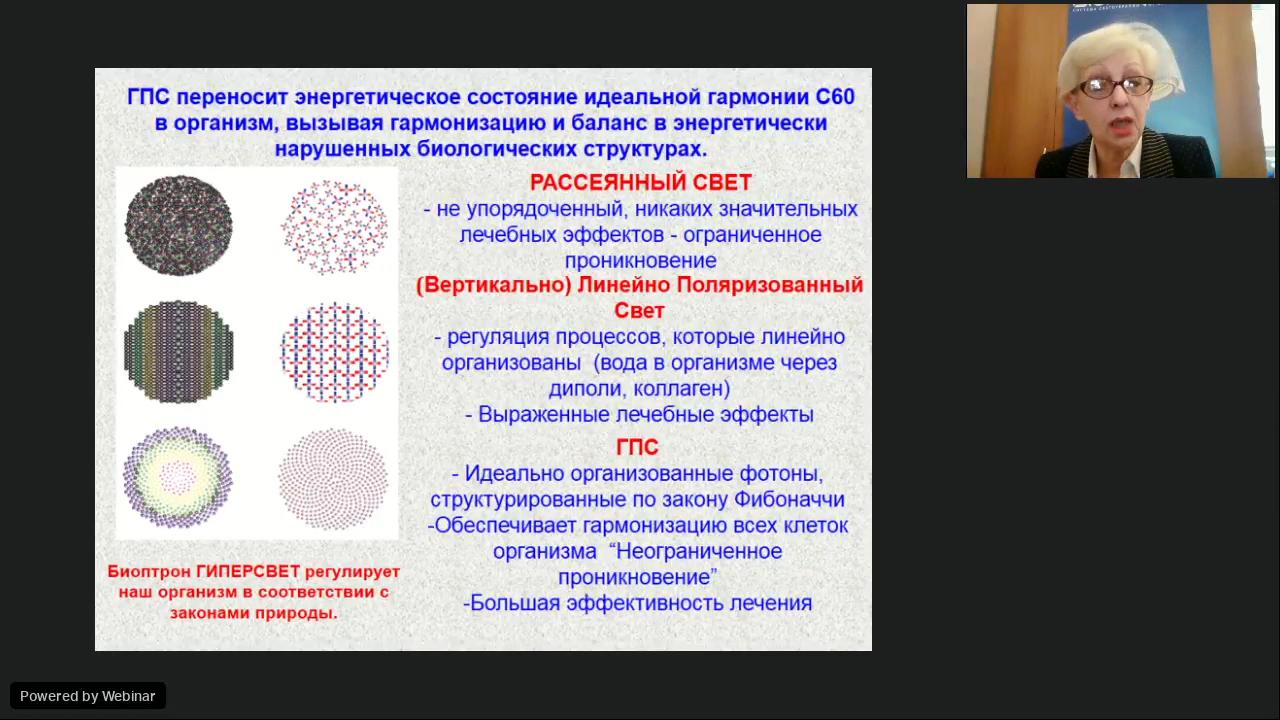 ГПС переносит энергетическое состояние идеальной гармонии С60
в организм, вызывая гармонизацию и баланс в энергетически
нарушенных биологических структурах.
РАССЕЯННЫЙ СВЕТ
- не упорядоченный, никаких значительных
лечебных эффектов - ограниченное
проникновение
(Вертикально) Линейно Поляризованный
Свет
- регуляция процессов, которые линейно
организованы (вода в организме через
диполи, коллаген)
- Выраженные лечебные эффекты
ГПС
- Идеально организованные фотоны,
структурированные по закону Фибоначчи
-Обеспечивает гармонизацию всех клеток
организма “Неограниченное
проникновение”
-Большая эффективность лечения
Биоптрон ГИПЕРСВЕТ регулирует
наш организм в соответствии с
законами природы.
Powered by Webinar